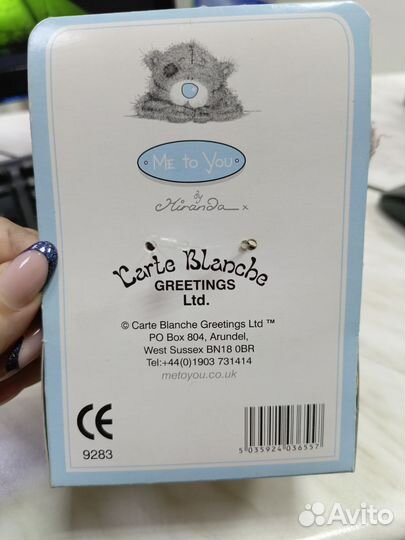 ME TO YOU
by
Miranda x
Carte Blanche
GREETINGS
Ltd.
© Carte Blanche Greetings Ltd ™
PO Box 804, Arundel,
West Sussex BN18 0BR
Tel:+44(0)1903 731414
metoyou.co.uk
CE
9283
5 035924 036557
Avito